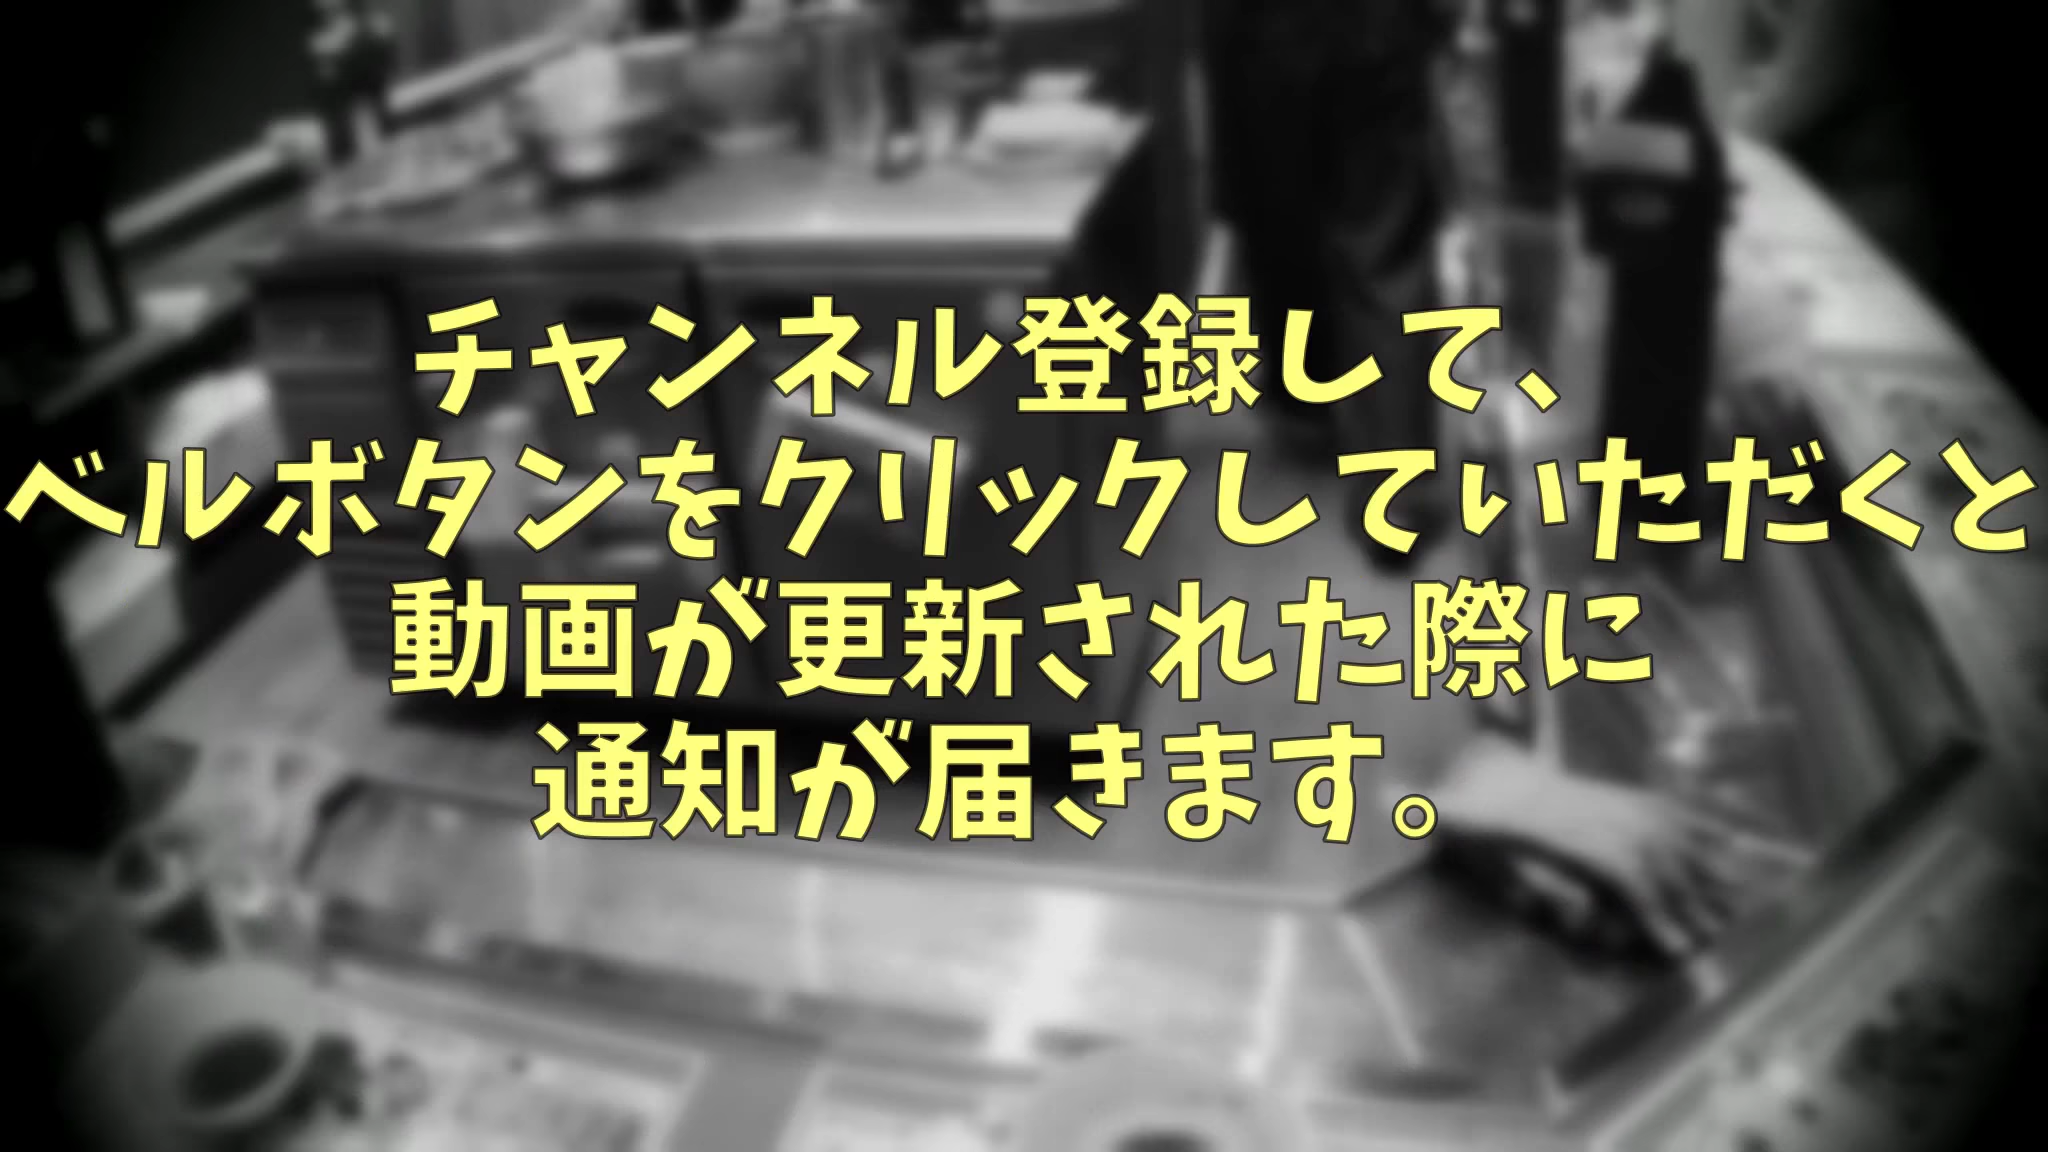 チャンネル登録して、
ベルボタンをクリックしていただくと
動画が更新された際に
通知が届きます。